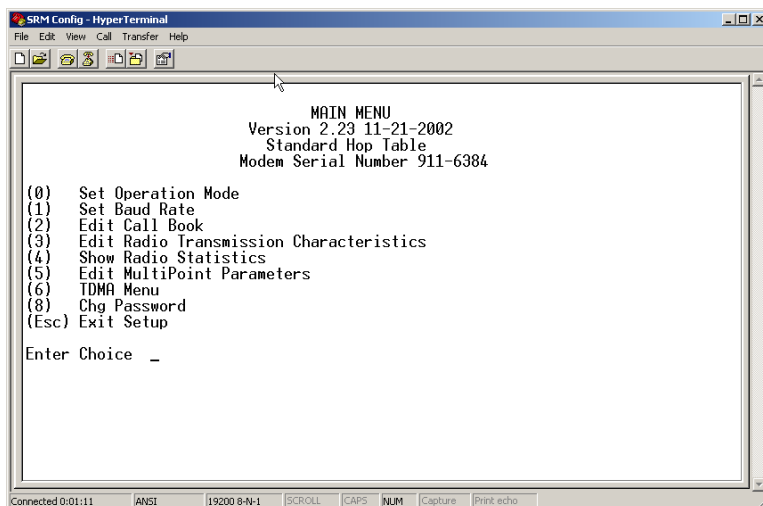 SRM Config - HyperTerminal
File Edit View Call Transfer Help
MAIN MENU
Version 2.23 11-21-2002
Standard Hop Table
Modem Serial Number 911-6384
(0) Set Operation Mode
(1) Set Baud Rate
(2) Edit Call Book
(3) Edit Radio Transmission Characteristics
(4) Show Radio Statistics
(5) Edit MultiPoint Parameters
(6) TDMA Menu
(8) Chg Password
(Esc) Exit Setup
Enter Choice _
Connected 0:01:11 ANSI 19200 8-N-1 SCROLL CAPS NUM Capture Print echo